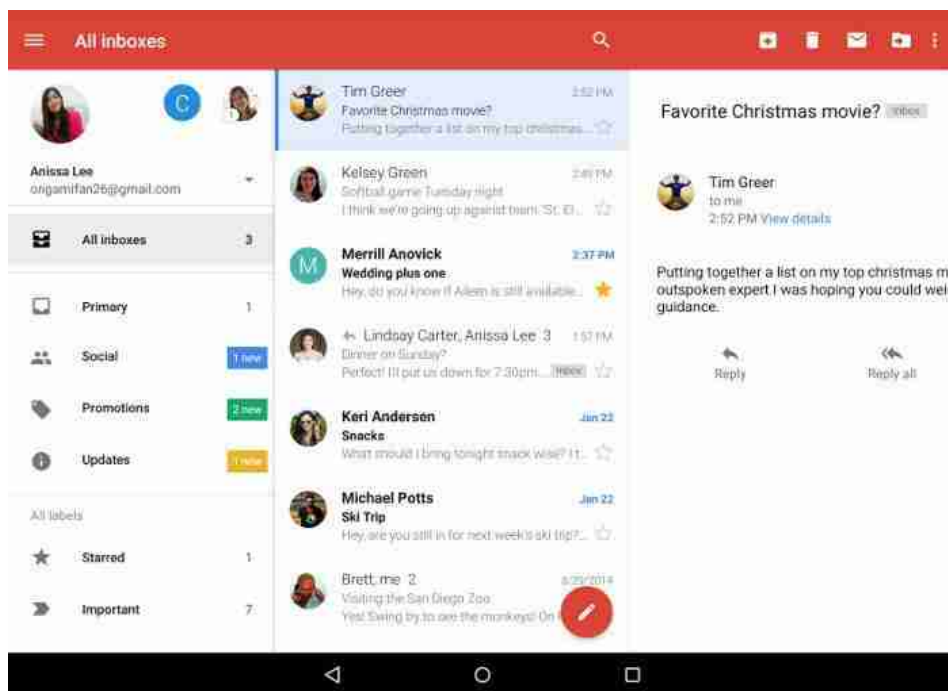 All inboxes
C
Anissa Lee
origamifan26@gmail.com
All inboxes 3
Primary 1
Social 1 new
Promotions 2 new
Updates 1 new
All labels
Starred 1
Important 7
Tim Greer 2:52 PM
Favorite Christmas movie?
Putting together a list on my top christmas...
Kelsey Green 2:49 PM
Softball game Tuesday night
I think we're going up against team "St. El...
M
Merrill Anovick 2:37 PM
Wedding plus one
Hey, do you know if Aileen is still available...
Lindsay Carter, Anissa Lee 3 1:57 PM
Dinner on Sunday?
Perfect! I'll put us down for 7:30pm... Inbox
Keri Andersen Jan 22
Snacks
What should I bring tonight snack wise? I t...
Michael Potts Jan 22
Ski Trip
Hey, are you still in for next week's ski trip?...
Brett, me 2 8/29/2014
Visiting the San Diego Zoo
Yes! Swing by to see the monkeys! On
Favorite Christmas movie? Inbox
Tim Greer
to me
2:52 PM View details
Putting together a list on my top christmas m
outspoken expert I was hoping you could wei
guidance.
Reply
Reply all